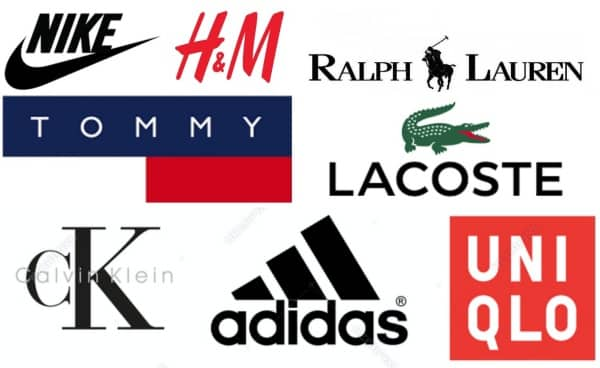 NIKE
H&M
RALPH LAUREN
TOMMY
LACOSTE
cK
Calvin Klein
adidas®
UNI
QLO